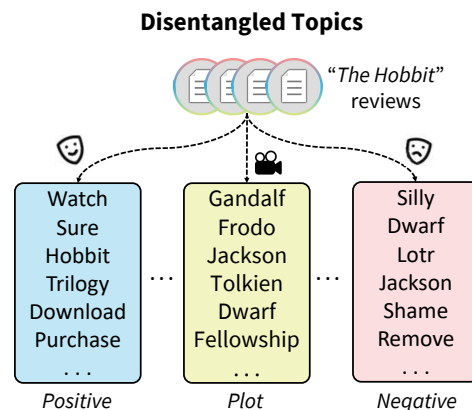 Disentangled Topics
“The Hobbit”
reviews
Watch
Sure
Hobbit
Trilogy
Download
Purchase
. . .
Positive
. . .
Gandalf
Frodo
Jackson
Tolkien
Dwarf
Fellowship
. . .
Plot
. . .
Silly
Dwarf
Lotr
Jackson
Shame
Remove
. . .
Negative